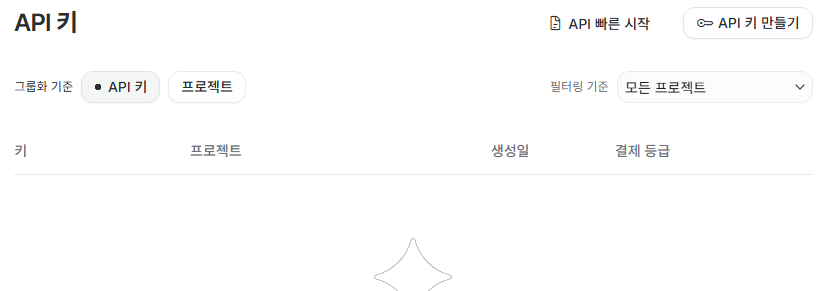 API 키
API 빠른 시작
API 키 만들기
그룹화 기준
API 키
프로젝트
필터링 기준
모든 프로젝트
키
프로젝트
생성일
결제 등급